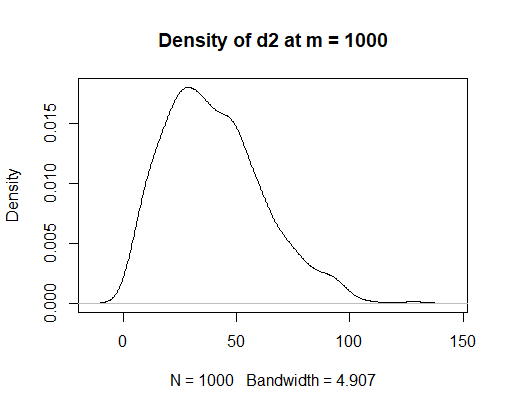 Density of d2 at m = 1000
Density
0.015
0.010
0.005
0.000
0 50 100 150
N = 1000 Bandwidth = 4.907